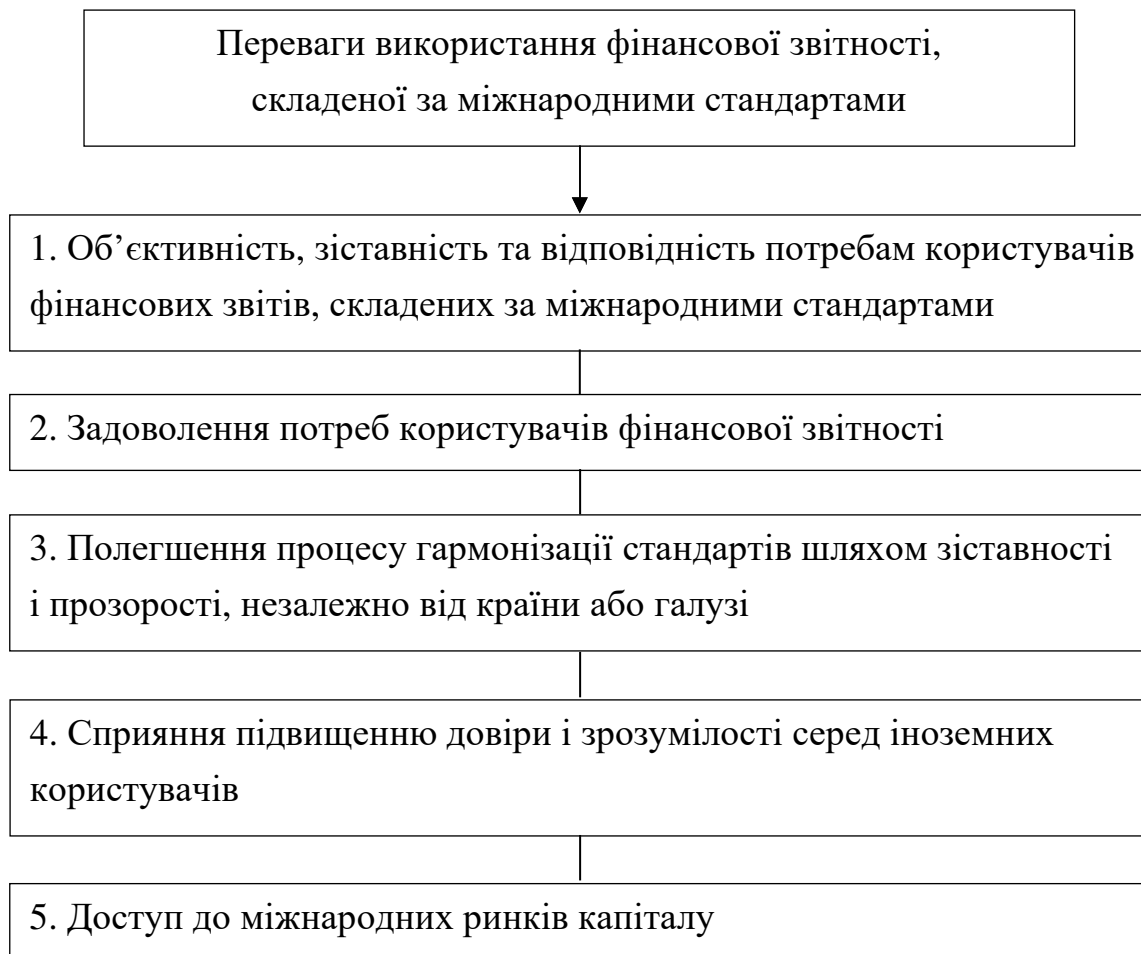 Переваги використання фінансової звітності,
складеної за міжнародними стандартами
1. Об’єктивність, зіставність та відповідність потребам користувачів
фінансових звітів, складених за міжнародними стандартами
2. Задоволення потреб користувачів фінансової звітності
3. Полегшення процесу гармонізації стандартів шляхом зіставності
і прозорості, незалежно від країни або галузі
4. Сприяння підвищенню довіри і зрозумілості серед іноземних
користувачів
5. Доступ до міжнародних ринків капіталу